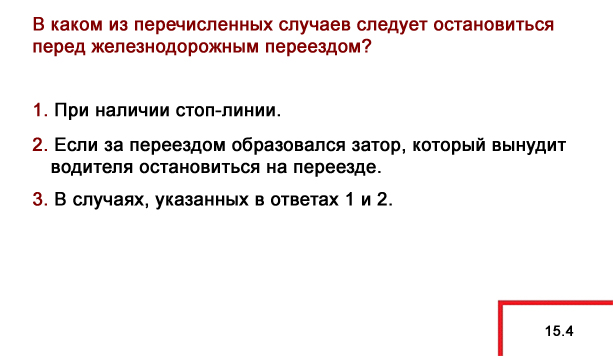 В каком из перечисленных случаев следует остановиться
перед железнодорожным переездом?
1. При наличии стоп-линии.
2. Если за переездом образовался затор, который вынудит
водителя остановиться на переезде.
3. В случаях, указанных в ответах 1 и 2.
15.4